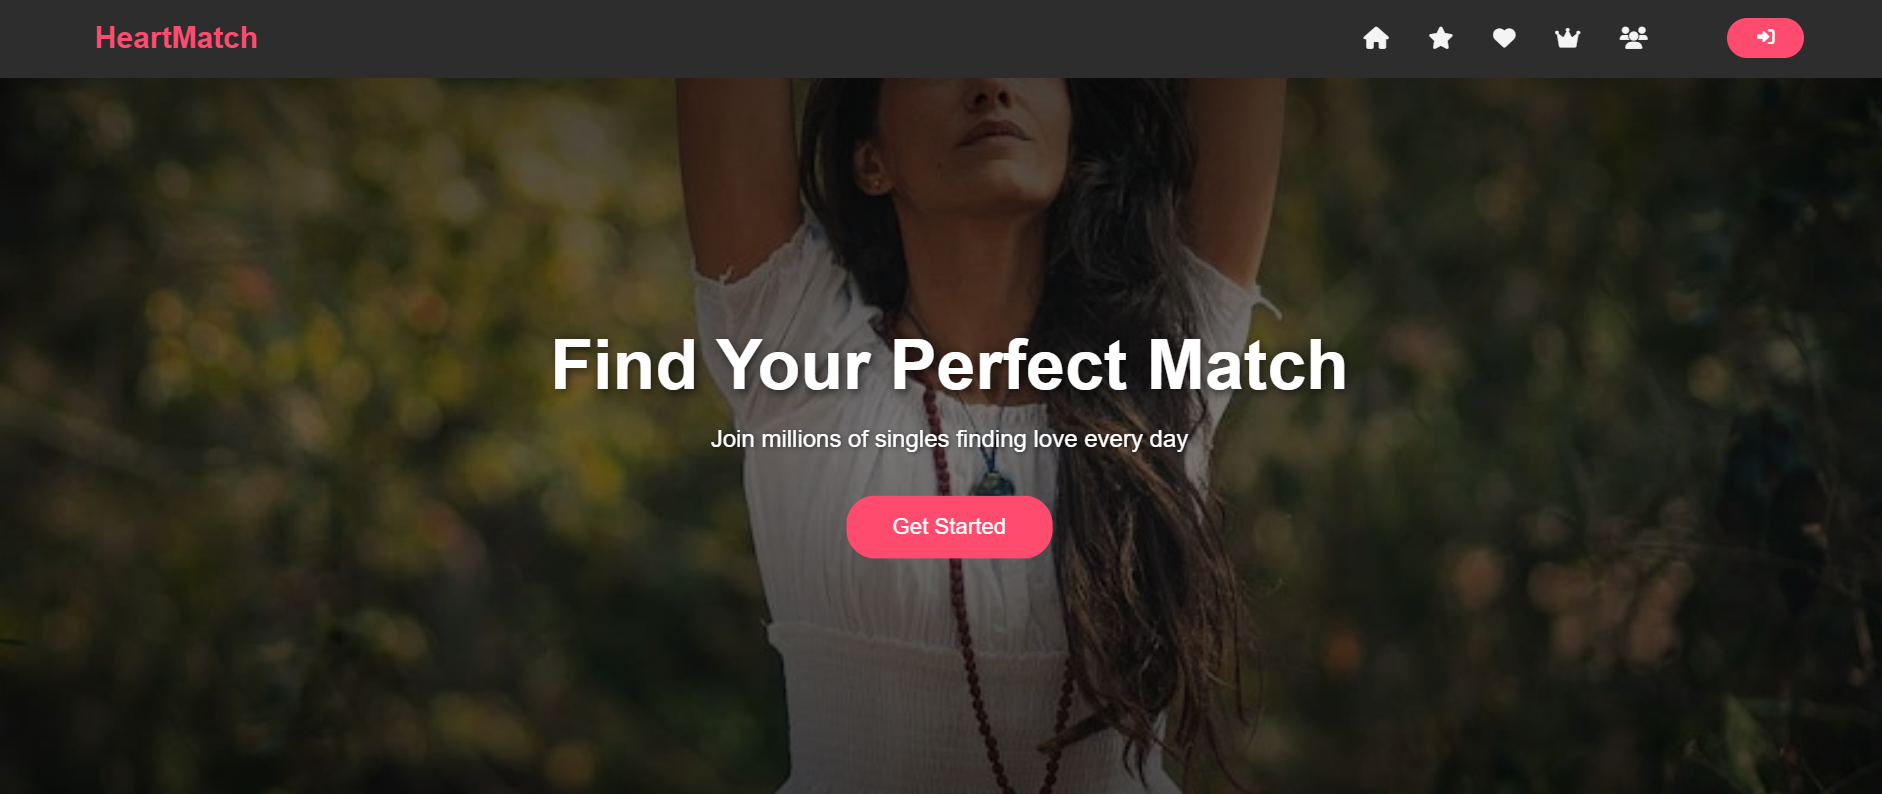 HeartMatch
Find Your Perfect Match
Join millions of singles finding love every day
Get Started